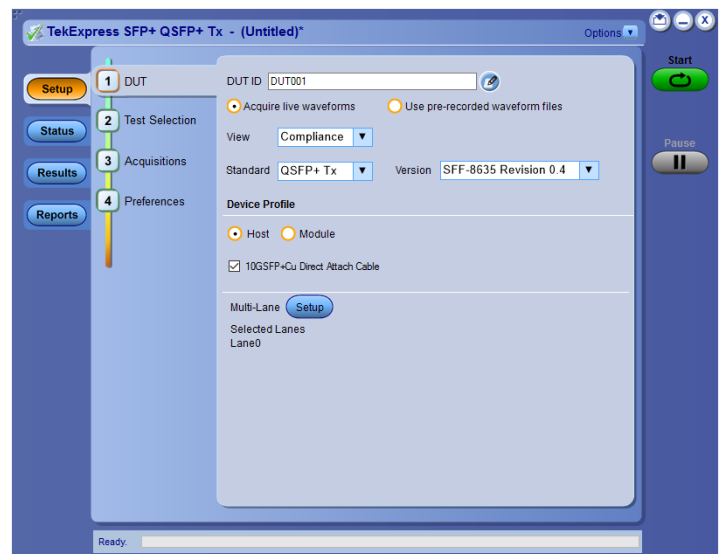 TekExpress SFP+ QSFP+ Tx - (Untitled)*
Options
Start
Pause
Setup
Status
Results
Reports
1 DUT
2 Test Selection
3 Acquisitions
4 Preferences
DUT ID DUT001
Acquire live waveforms Use pre-recorded waveform files
View Compliance
Standard QSFP+ Tx Version SFF-8635 Revision 0.4
Device Profile
Host Module
10GSFP+Cu Direct Attach Cable
Multi-Lane Setup
Selected Lanes
Lane0
Ready.